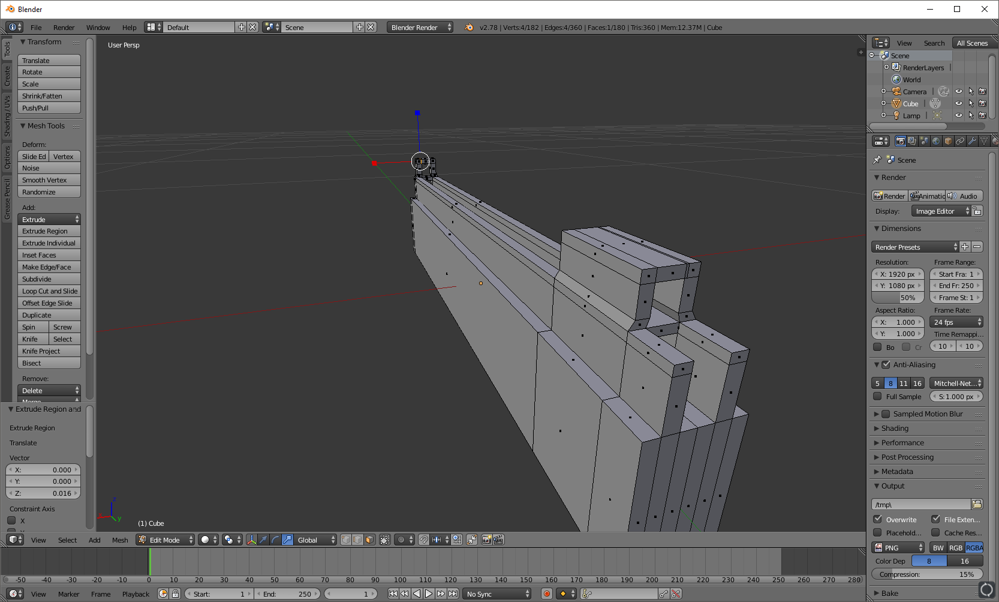 Blender
File Render Window Help Default Scene Blender Render v2.78 | Verts:4/182 | Edges:4/360 | Faces:1/180 | Tris:360 | Mem:12.37M | Cube
Tools
Create
Shading / UVs
Options
Grease Pencil
Transform
Translate
Rotate
Scale
Shrink/Fatten
Push/Pull
Mesh Tools
Deform:
Slide Ed Vertex
Noise
Smooth Vertex
Randomize
Add:
Extrude
Extrude Region
Extrude Individual
Inset Faces
Make Edge/Face
Subdivide
Loop Cut and Slide
Offset Edge Slide
Duplicate
Spin Screw
Knife Select
Knife Project
Bisect
Remove:
Delete
Merge
Extrude Region and
Extrude Region
Translate
Vector
X: 0.000
Y: 0.000
Z: 0.016
Constraint Axis
X
User Persp
z
x
y
(1) Cube
View Select Add Mesh Edit Mode Global
-50 -40 -30 -20 -10 0 10 20 30 40 50 60 70 80 90 100 110 120 130 140 150 160 170 180 190 200 210 220 230 240 250 260 270 280
View Marker Frame Playback Start: 1 End: 250 1 No Sync
View Search All Scenes
Scene
RenderLayers
World
Camera
Cube
Lamp
Scene
Render
Render Animatic Audio
Display: Image Editor
Dimensions
Render Presets
Resolution: Frame Range:
X: 1920 px Start Fra: 1
Y: 1080 px End Fr: 250
50% Frame St: 1
Aspect Ratio: Frame Rate:
X: 1.000 24 fps
Y: 1.000 Time Remappi...
Bo Cr 10 10
Anti-Aliasing
5 8 11 16 Mitchell-Net...
Full Sample S: 1.000 px
Sampled Motion Blur
Shading
Performance
Post Processing
Metadata
Output
/tmp\
Overwrite File Exten...
Placehold... Cache Res...
PNG BW RGB RGBA
Color Dep 8 16
Compression: 15%
Bake